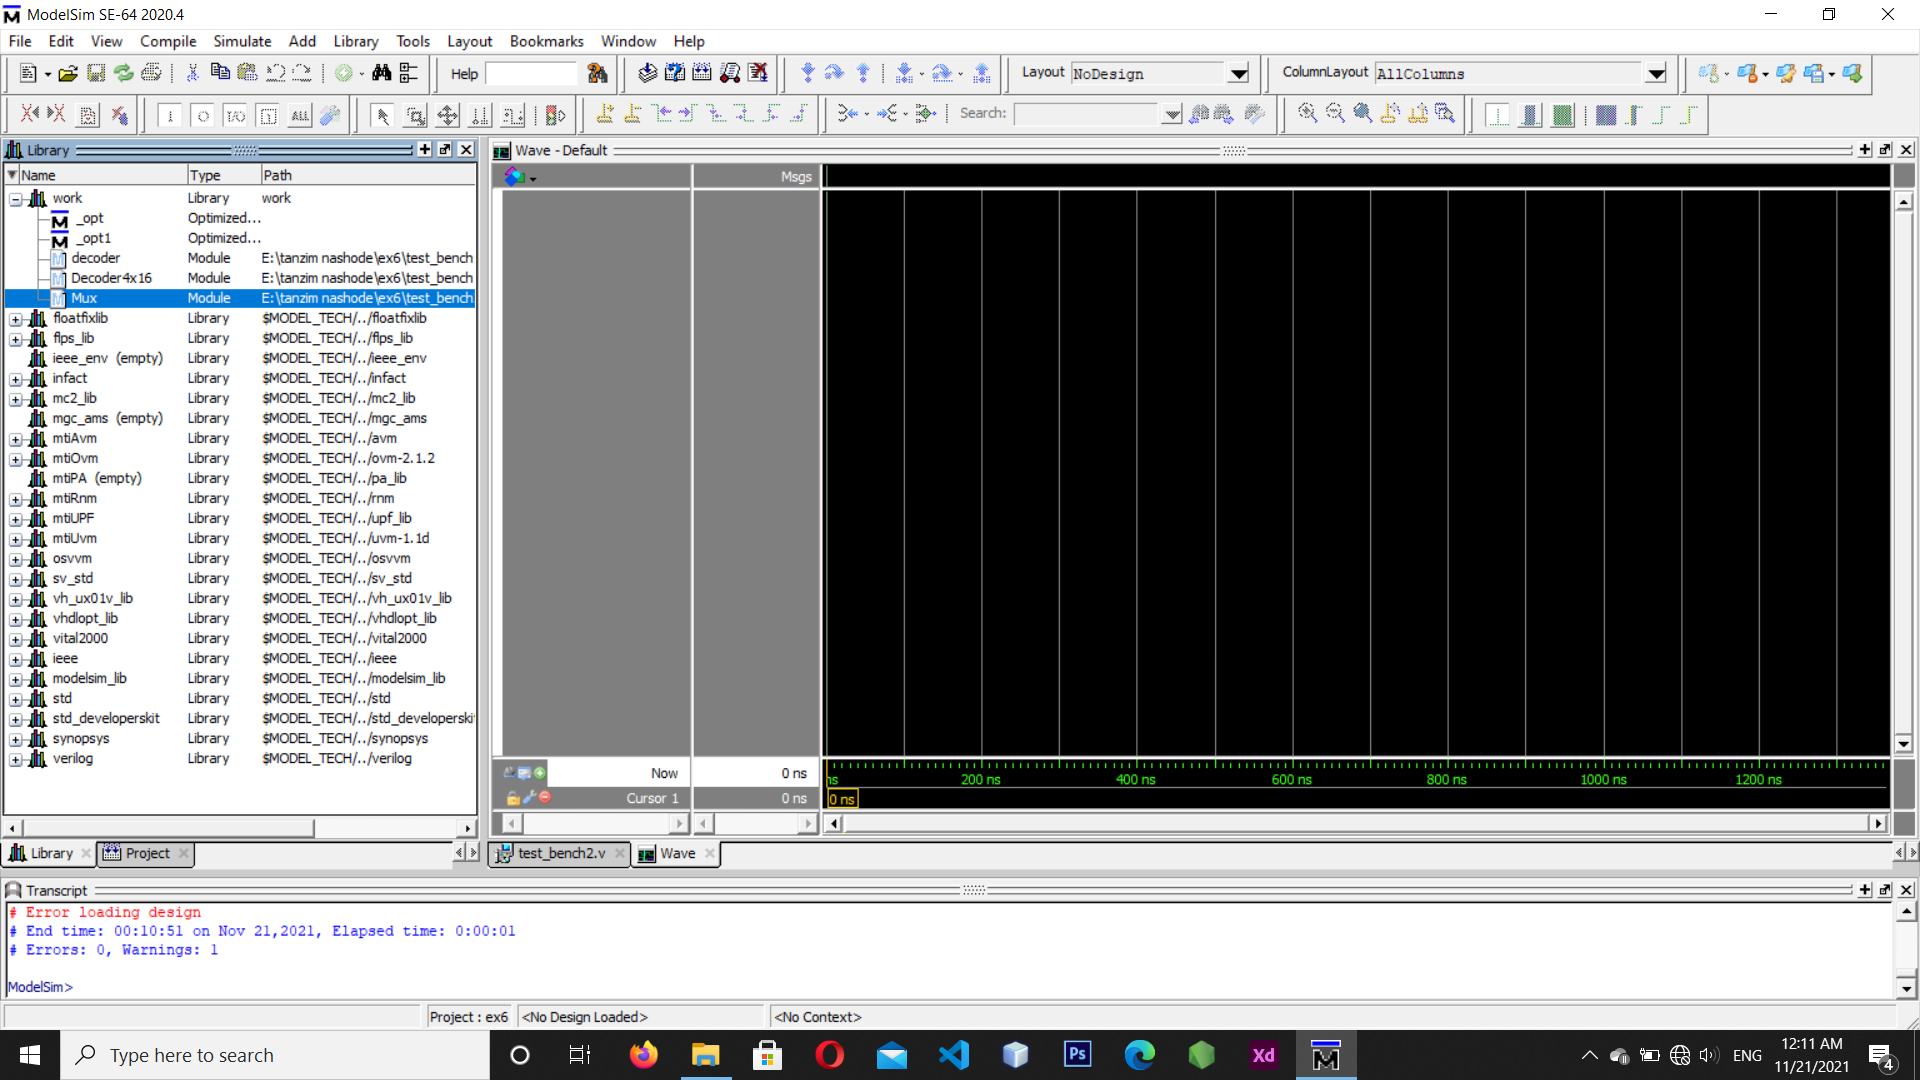 ModelSim SE-64 2020.4
File Edit View Compile Simulate Add Library Tools Layout Bookmarks Window Help
Help
Layout NoDesign
ColumnLayout AllColumns
Search:
Library
Name Type Path
work Library work
_opt Optimized...
_opt1 Optimized...
decoder Module E:\tanzim nashode\ex6\test_bench
Decoder4x16 Module E:\tanzim nashode\ex6\test_bench
Mux Module E:\tanzim nashode\ex6\test_bench
floatfixlib Library $MODEL_TECH/../floatfixlib
flps_lib Library $MODEL_TECH/../flps_lib
ieee_env (empty) Library $MODEL_TECH/../ieee_env
infact Library $MODEL_TECH/../infact
mc2_lib Library $MODEL_TECH/../mc2_lib
mgc_ams (empty) Library $MODEL_TECH/../mgc_ams
mtiAvm Library $MODEL_TECH/../avm
mtiOvm Library $MODEL_TECH/../ovm-2.1.2
mtiPA (empty) Library $MODEL_TECH/../pa_lib
mtiRnm Library $MODEL_TECH/../rnm
mtiUPF Library $MODEL_TECH/../upf_lib
mtiUvm Library $MODEL_TECH/../uvm-1.1d
osvvm Library $MODEL_TECH/../osvvm
sv_std Library $MODEL_TECH/../sv_std
vh_ux01v_lib Library $MODEL_TECH/../vh_ux01v_lib
vhdlopt_lib Library $MODEL_TECH/../vhdlopt_lib
vital2000 Library $MODEL_TECH/../vital2000
ieee Library $MODEL_TECH/../ieee
modelsim_lib Library $MODEL_TECH/../modelsim_lib
std Library $MODEL_TECH/../std
std_developerskit Library $MODEL_TECH/../std_developerski
synopsys Library $MODEL_TECH/../synopsys
verilog Library $MODEL_TECH/../verilog
Library Project
Wave - Default
Msgs
Now 0 ns
Cursor 1 0 ns
ns 200 ns 400 ns 600 ns 800 ns 1000 ns 1200 ns
0 ns
test_bench2.v Wave
Transcript
# Error loading design
# End time: 00:10:51 on Nov 21,2021, Elapsed time: 0:00:01
# Errors: 0, Warnings: 1
ModelSim>
Project : ex6 <No Design Loaded> <No Context>
Type here to search
Ps
Xd
ENG
12:11 AM
11/21/2021
4